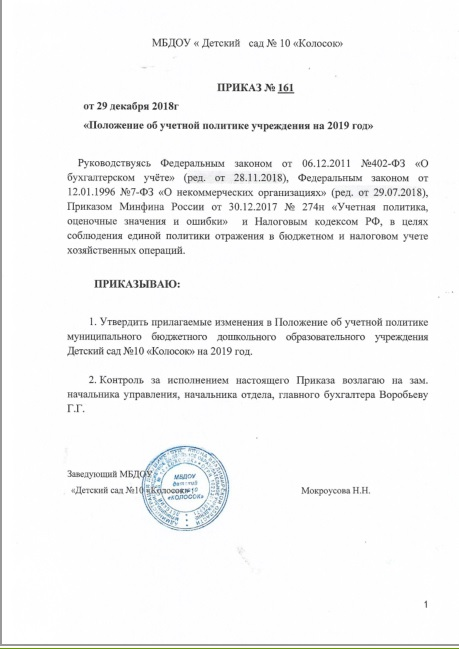 МБДОУ « Детский сад № 10 «Колосок»
ПРИКАЗ № 161
от 29 декабря 2018г
«Положение об учетной политике учреждения на 2019 год»
Руководствуясь Федеральным законом от 06.12.2011 №402-ФЗ «О
бухгалтерском учёте» (ред. от 28.11.2018), Федеральным законом от
12.01.1996 №7-ФЗ «О некоммерческих организациях» (ред. от 29.07.2018),
Приказом Минфина России от 30.12.2017 № 274н «Учетная политика,
оценочные значения и ошибки» и Налоговым кодексом РФ, в целях
соблюдения единой политики отражения в бюджетном и налоговом учете
хозяйственных операций.
ПРИКАЗЫВАЮ:
1. Утвердить прилагаемые изменения в Положение об учетной политике
муниципального бюджетного дошкольного образовательного учреждения
Детский сад №10 «Колосок» на 2019 год.
2. Контроль за исполнением настоящего Приказа возлагаю на зам.
начальника управления, начальника отдела, главного бухгалтера Воробьеву
Г.Г.
Заведующий МБДОУ
«Детский сад №10 «Колосок»
Мокроусова Н.Н.
МБДОУ
детский
сад №10
«КОЛОСОК»
1